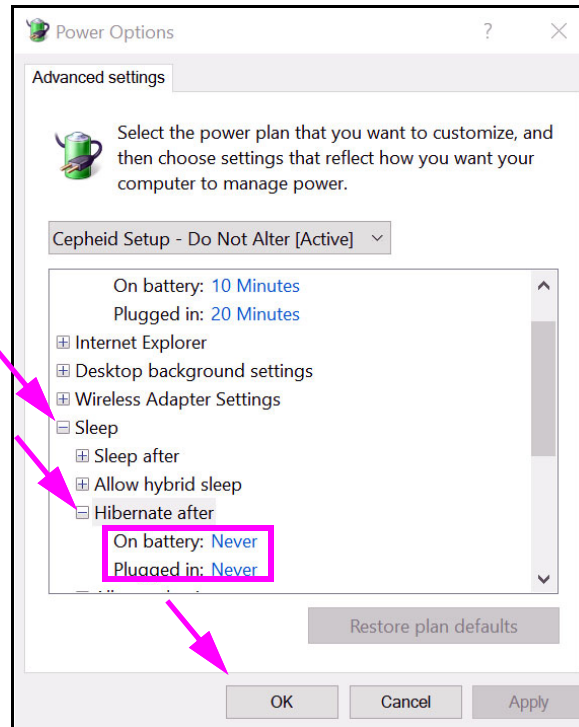 Power Options
?
Advanced settings
Select the power plan that you want to customize, and
then choose settings that reflect how you want your
computer to manage power.
Cepheid Setup - Do Not Alter [Active]
On battery: 10 Minutes
Plugged in: 20 Minutes
Internet Explorer
Desktop background settings
Wireless Adapter Settings
Sleep
Sleep after
Allow hybrid sleep
Hibernate after
On battery: Never
Plugged in: Never
Restore plan defaults
OK Cancel Apply